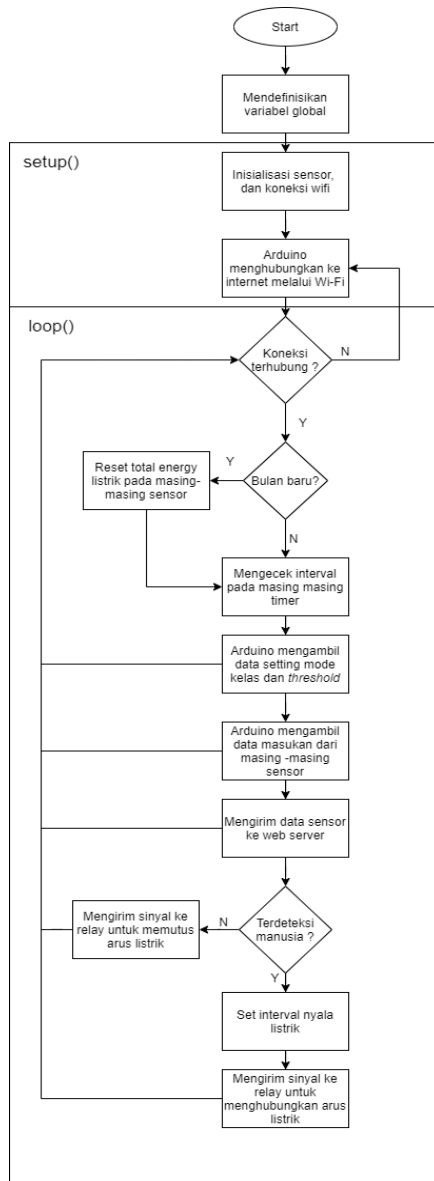 Start
Mendefinisikan
variabel global
setup()
Inisialisasi sensor,
dan koneksi wifi
Arduino
menghubungkan ke
internet melalui Wi-Fi
loop()
Koneksi
terhubung ?
N
Y
Bulan baru?
Y
Reset total energy
listrik pada masing-
masing sensor
N
Mengecek interval
pada masing masing
timer
Arduino mengambil
data setting mode
kelas dan threshold
Arduino mengambil
data masukan dari
masing -masing
sensor
Mengirim data sensor
ke web server
Terdeteksi
manusia ?
N
Mengirim sinyal ke
relay untuk memutus
arus listrik
Y
Set interval nyala
listrik
Mengirim sinyal ke
relay untuk
menghubungkan arus
listrik